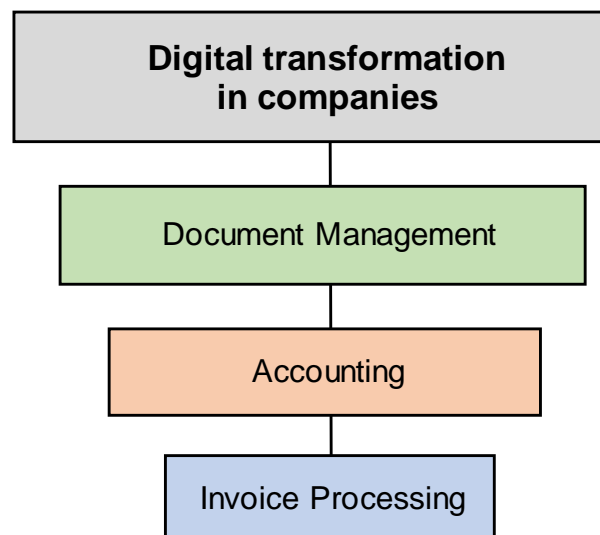 Digital transformation
in companies
Document Management
Accounting
Invoice Processing